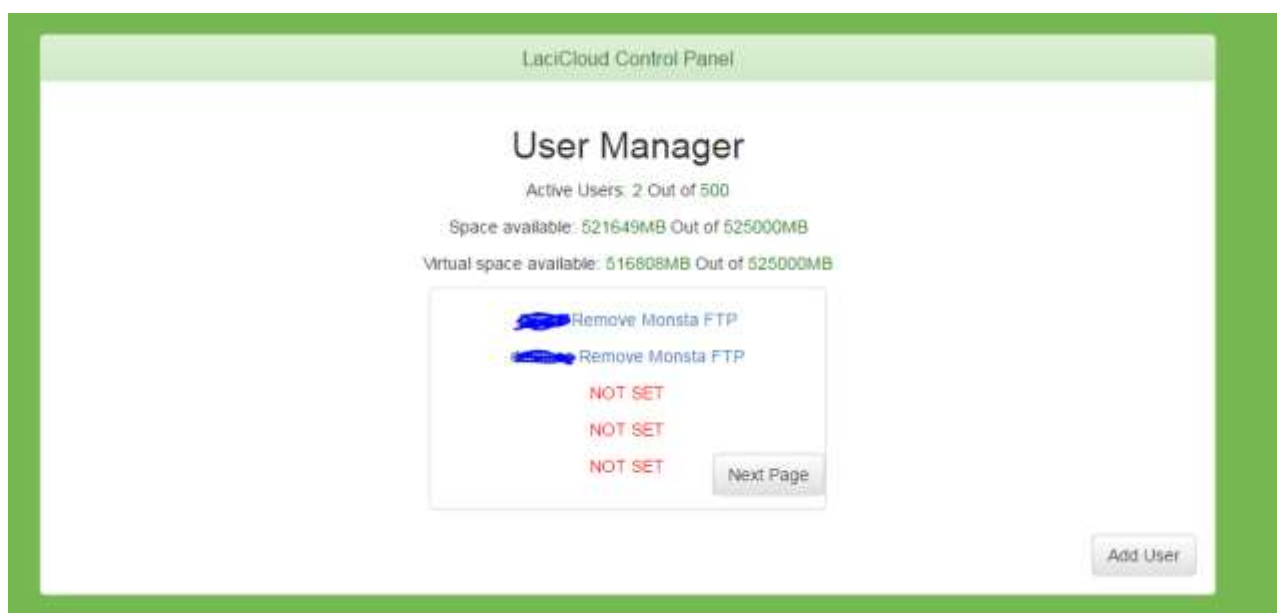 LaciCloud Control Panel
User Manager
Active Users: 2 Out of 500
Space available: 521649MB Out of 525000MB
Virtual space available: 516808MB Out of 525000MB
Remove Monsta FTP
Remove Monsta FTP
NOT SET
NOT SET
NOT SET
Next Page
Add User